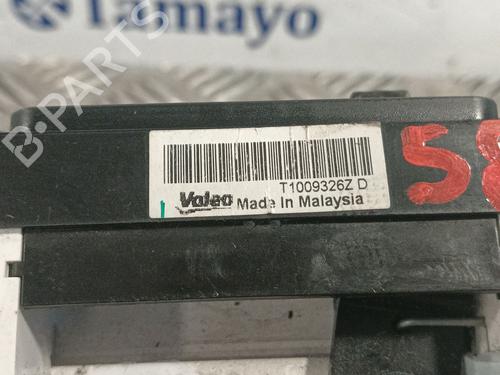 Tamayo
B-PARTS
T1009326Z D
Valeo Made In Malaysia
58